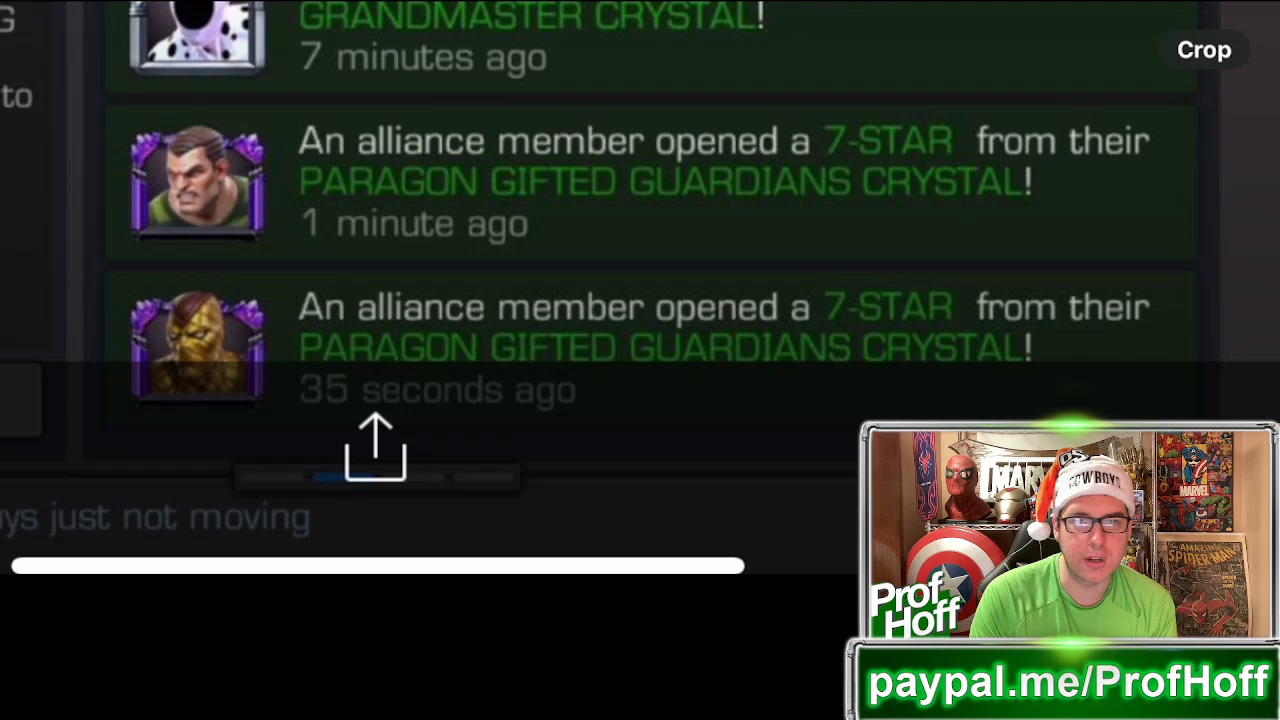 G
to
GRANDMASTER CRYSTAL!
7 minutes ago
Crop
An alliance member opened a 7-STAR from their
PARAGON GIFTED GUARDIANS CRYSTAL!
1 minute ago
An alliance member opened a 7-STAR from their
PARAGON GIFTED GUARDIANS CRYSTAL!
35 seconds ago
ys just not moving
MARV
COWBOYS
MARVEL
AMAZING
SPIDER-MAN
Prof
Hoff
paypal.me/ProfHoff